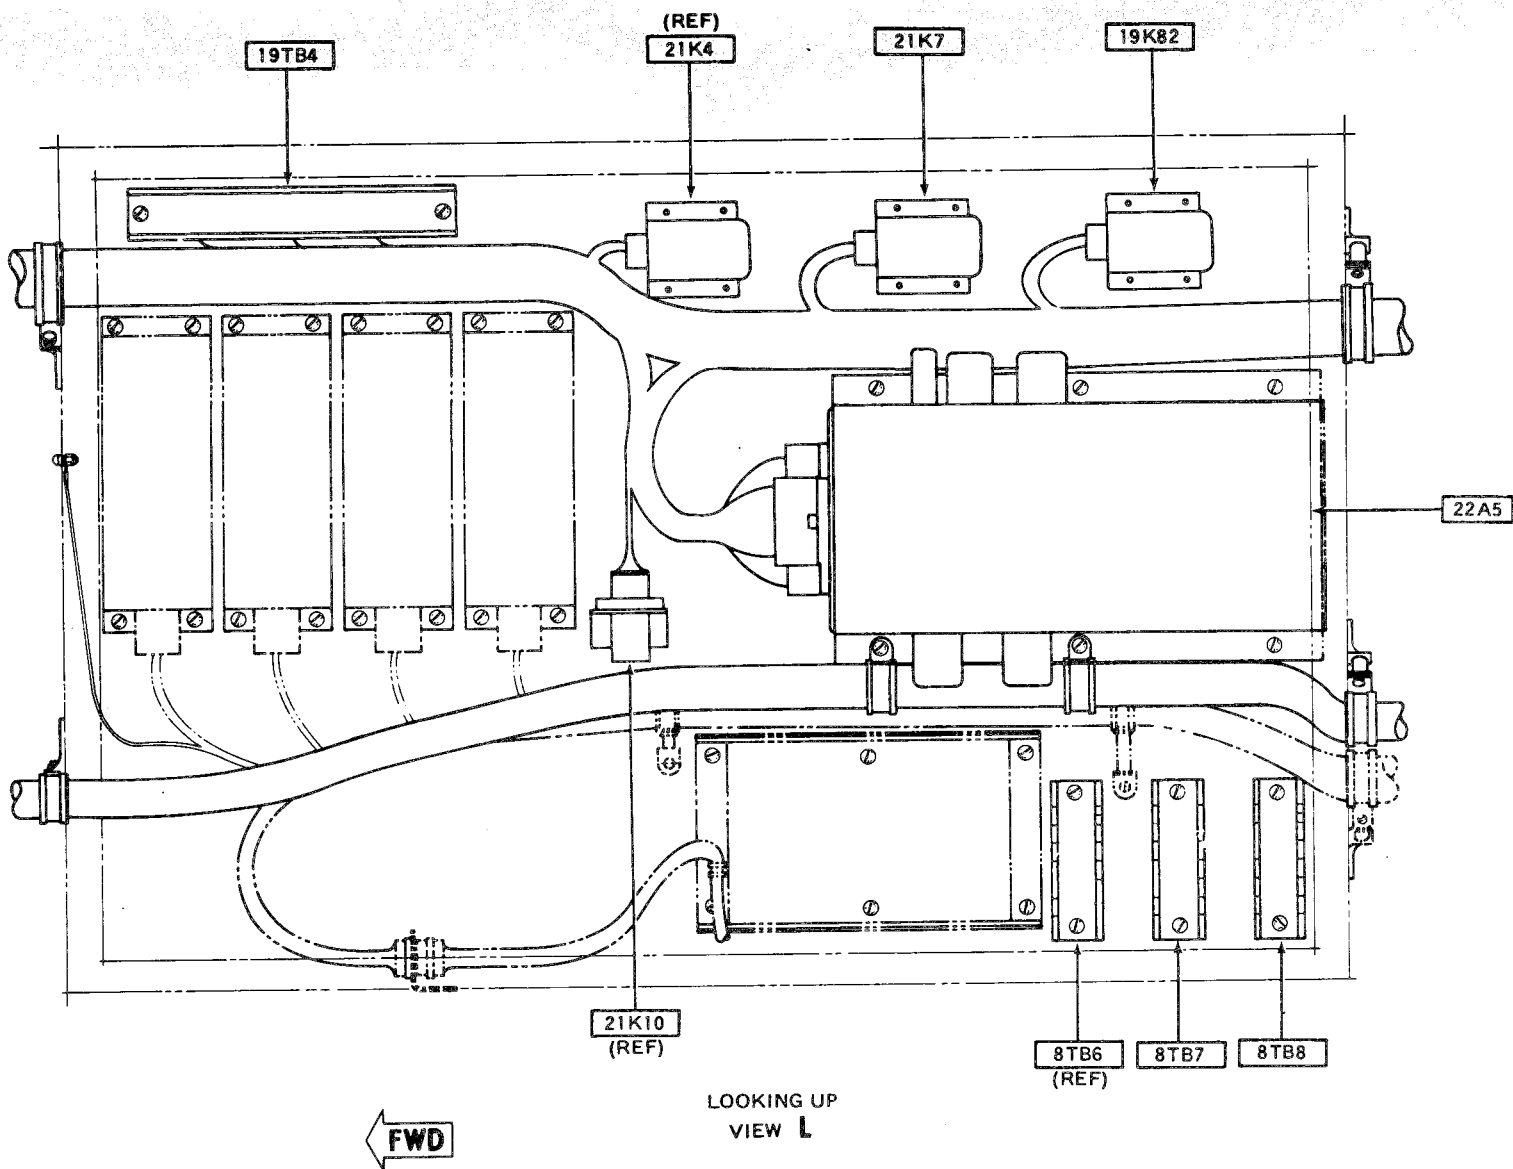 (REF)
19TB4
21K4
21K7
19K82
22A5
21K10
(REF)
8TB6
(REF)
8TB7
8TB8
LOOKING UP
VIEW L
FWD